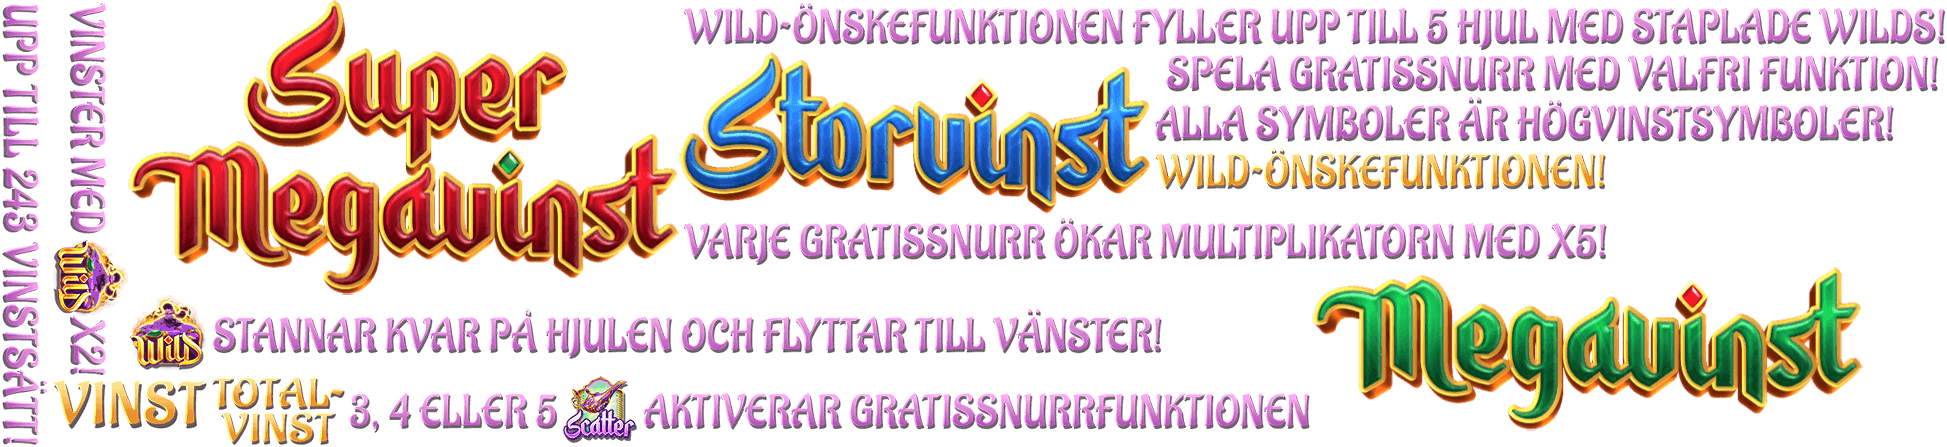 UPP TILL 243 VINSTSÄTT!
VINSTER MED WILD X2!
Super
Megavinst
WILD-ÖNSKEFUNKTIONEN FYLLER UPP TILL 5 HJUL MED STAPLADE WILDS!
Storvinst
SPELA GRATISSNURR MED VALFRI FUNKTION!
ALLA SYMBOLER ÄR HÖGVINSTSYMBOLER!
WILD-ÖNSKEFUNKTIONEN!
VARJE GRATISSNURR ÖKAR MULTIPLIKATORN MED X5!
WILD STANNAR KVAR PÅ HJULEN OCH FLYTTAR TILL VÄNSTER!
Megavinst
VINST
TOTAL-
VINST
3, 4 ELLER 5 Scatter AKTIVERAR GRATISSNURRFUNKTIONEN